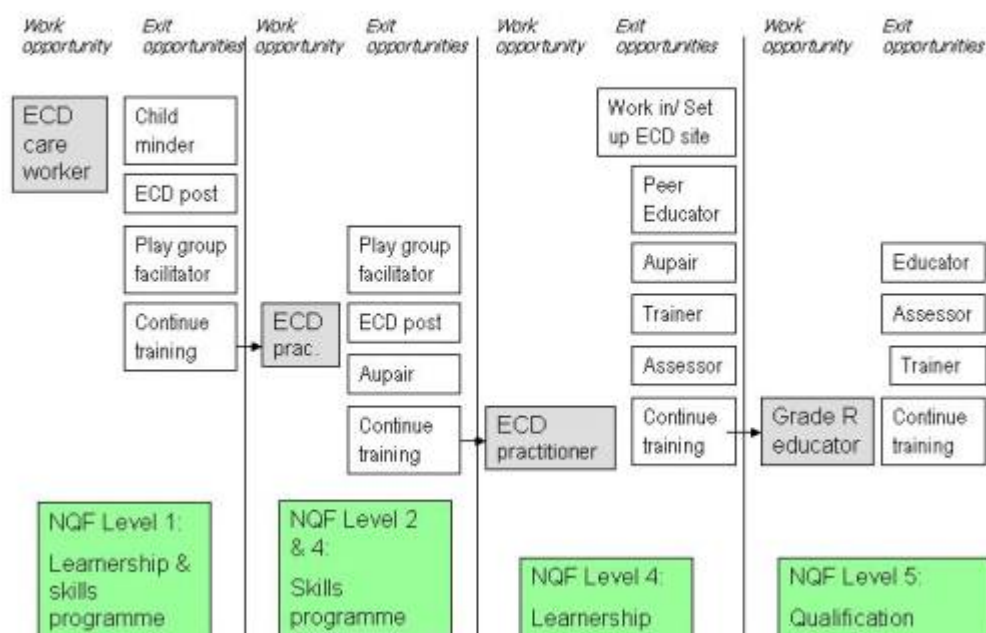 Work
opportunity
Exit
opportunities
Work
opportunity
Exit
opportunities
Work
opportunity
Exit
opportunities
Work
opportunity
Exit
opportunities
ECD
care
worker
Child
minder
ECD post
Play group
facilitator
Continue
training
ECD
prac.
Play group
facilitator
ECD post
Aupair
Continue
training
ECD
practitioner
Work in/ Set
up ECD site
Peer
Educator
Aupair
Trainer
Assessor
Continue
training
Grade R
educator
Educator
Assessor
Trainer
Continue
training
NQF Level 1:
Learnership &
skills
programme
NQF Level 2
& 4:
Skills
programme
NQF Level 4:
Learnership
NQF Level 5:
Qualification